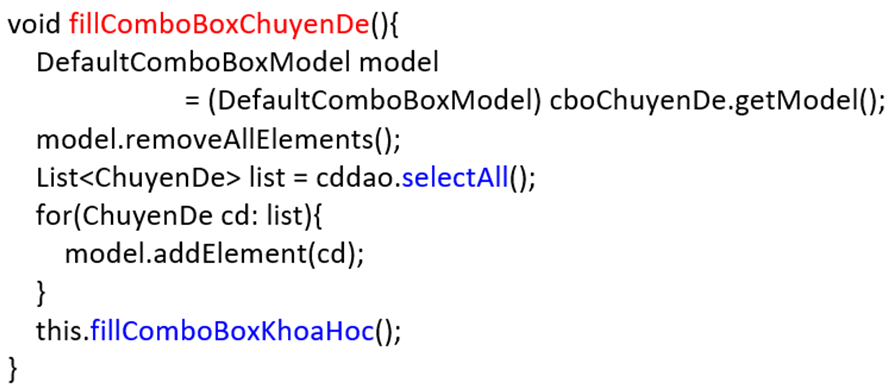 void fillComboBoxChuyenDe(){
DefaultComboBoxModel model
= (DefaultComboBoxModel) cboChuyenDe.getModel();
model.removeAllElements();
List<ChuyenDe> list = cddao.selectAll();
for(ChuyenDe cd: list){
model.addElement(cd);
}
this.fillComboBoxKhoaHoc();
}